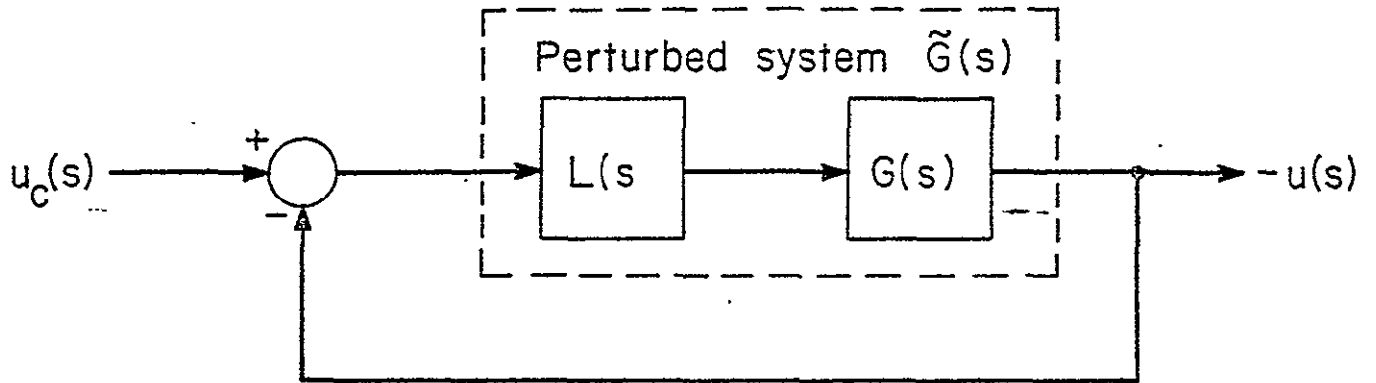 Perturbed system G̃(s)
+
u_c(s)
L(s
G(s)
-u(s)
-